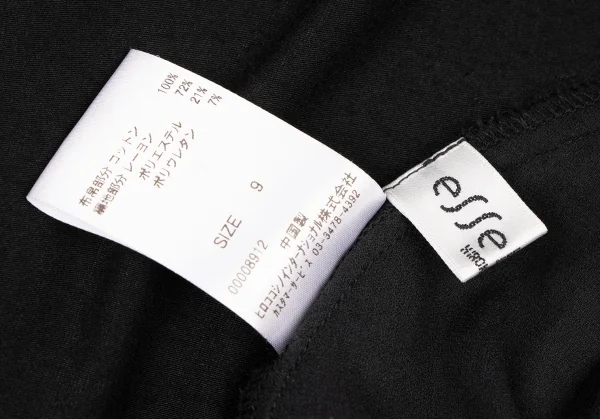 布帛部分 コットン 100%
編地部分 レーヨン 72%
ポリエステル 21%
ポリウレタン 7%
SIZE 9
00008912 中国製
ヒロココシノインターナショナル株式会社
カスタマーサービス 03-3478-4392
esse